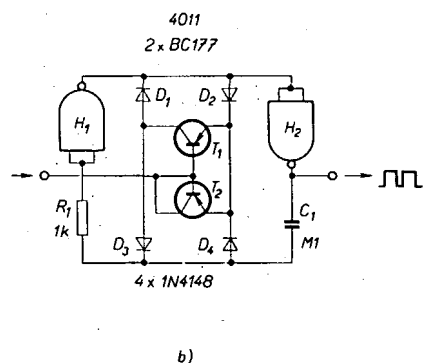 4011
2 x BC177
H₁
D₁
D₂
H₂
T₁
T₂
R₁
1k
D₃
D₄
C₁
M1
4 x 1N4148
b)